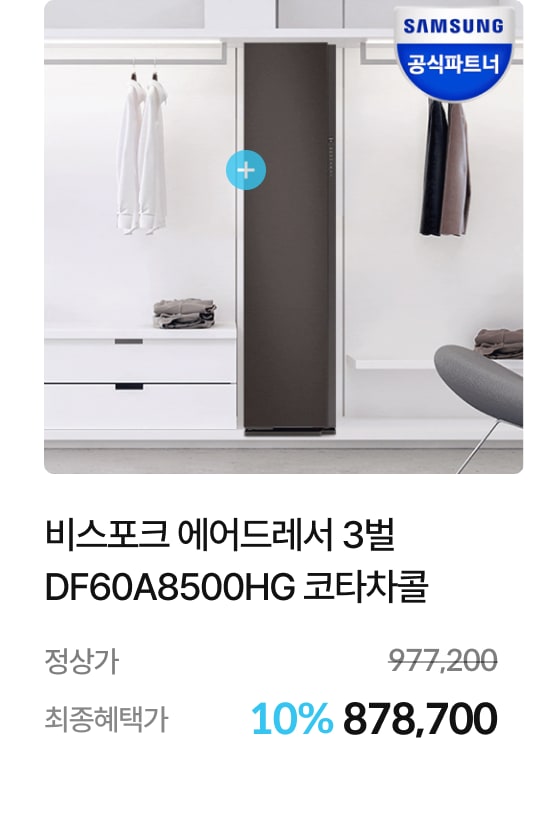 SAMSUNG
공식파트너
비스포크 에어드레서 3벌
DF60A8500HG 코타차콜
정상가 977,200
최종혜택가 10% 878,700